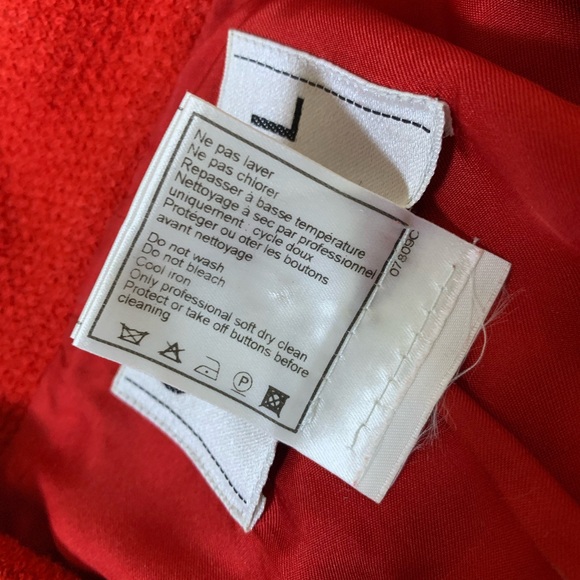 Ne pas laver
Ne pas chlorer
Repasser à basse température
Nettoyage à sec par professionnel
uniquement : cycle doux
Protéger ou oter les boutons
avant nettoyage
Do not wash
Do not bleach
Cool iron
Only professional soft dry clean
Protect or take off buttons before
cleaning
P
07809C